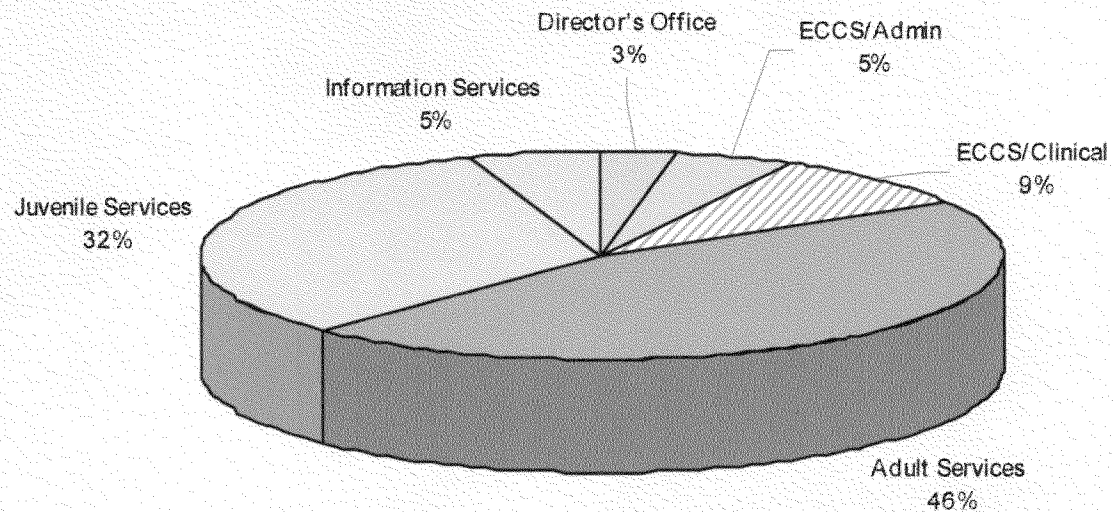 Director's Office
3%
ECCS/Admin
5%
Information Services
5%
ECCS/Clinical
9%
Juvenile Services
32%
Adult Services
46%